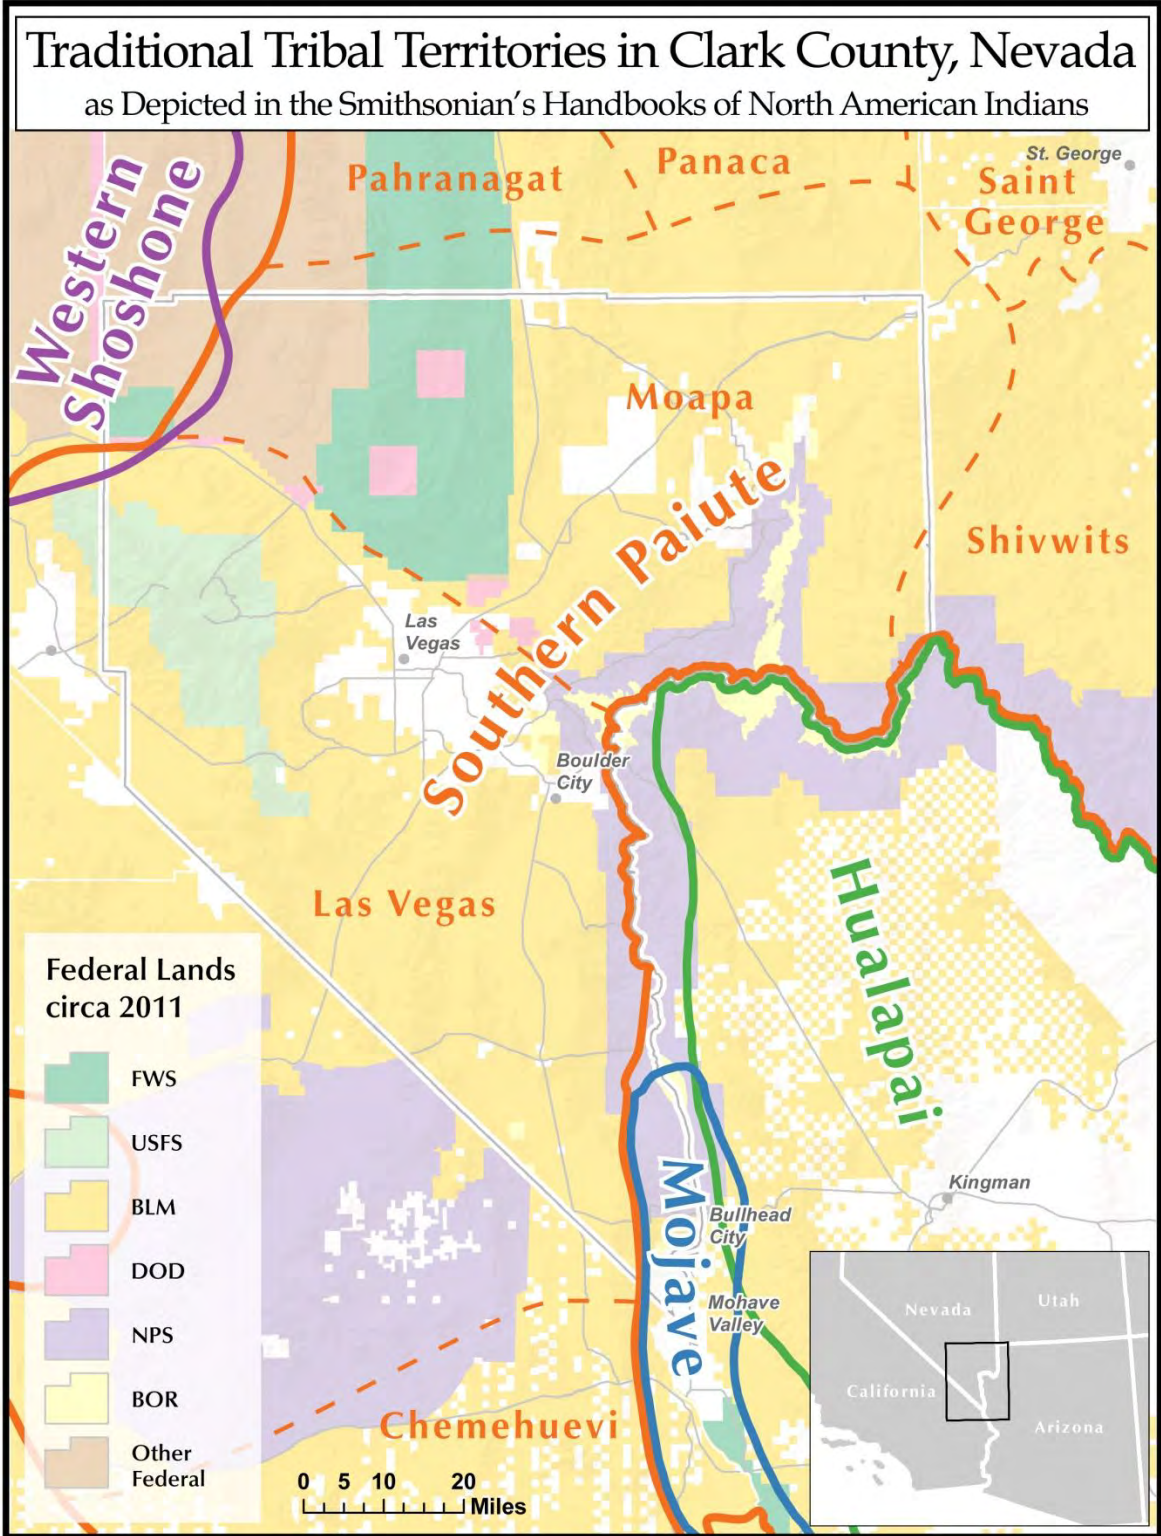 Traditional Tribal Territories in Clark County, Nevada
as Depicted in the Smithsonian's Handbooks of North American Indians
Western
Shoshone
Pahranagat
Panaca
St. George
Saint
George
Moapa
Southern Paiute
Shivwits
Las
Vegas
Boulder
City
Las Vegas
Hualapai
Mojave
Kingman
Bullhead
City
Mohave
Valley
Chemehuevi
Federal Lands
circa 2011
FWS
USFS
BLM
DOD
NPS
BOR
Other
Federal
0 5 10 20
Miles
Nevada
Utah
California
Arizona